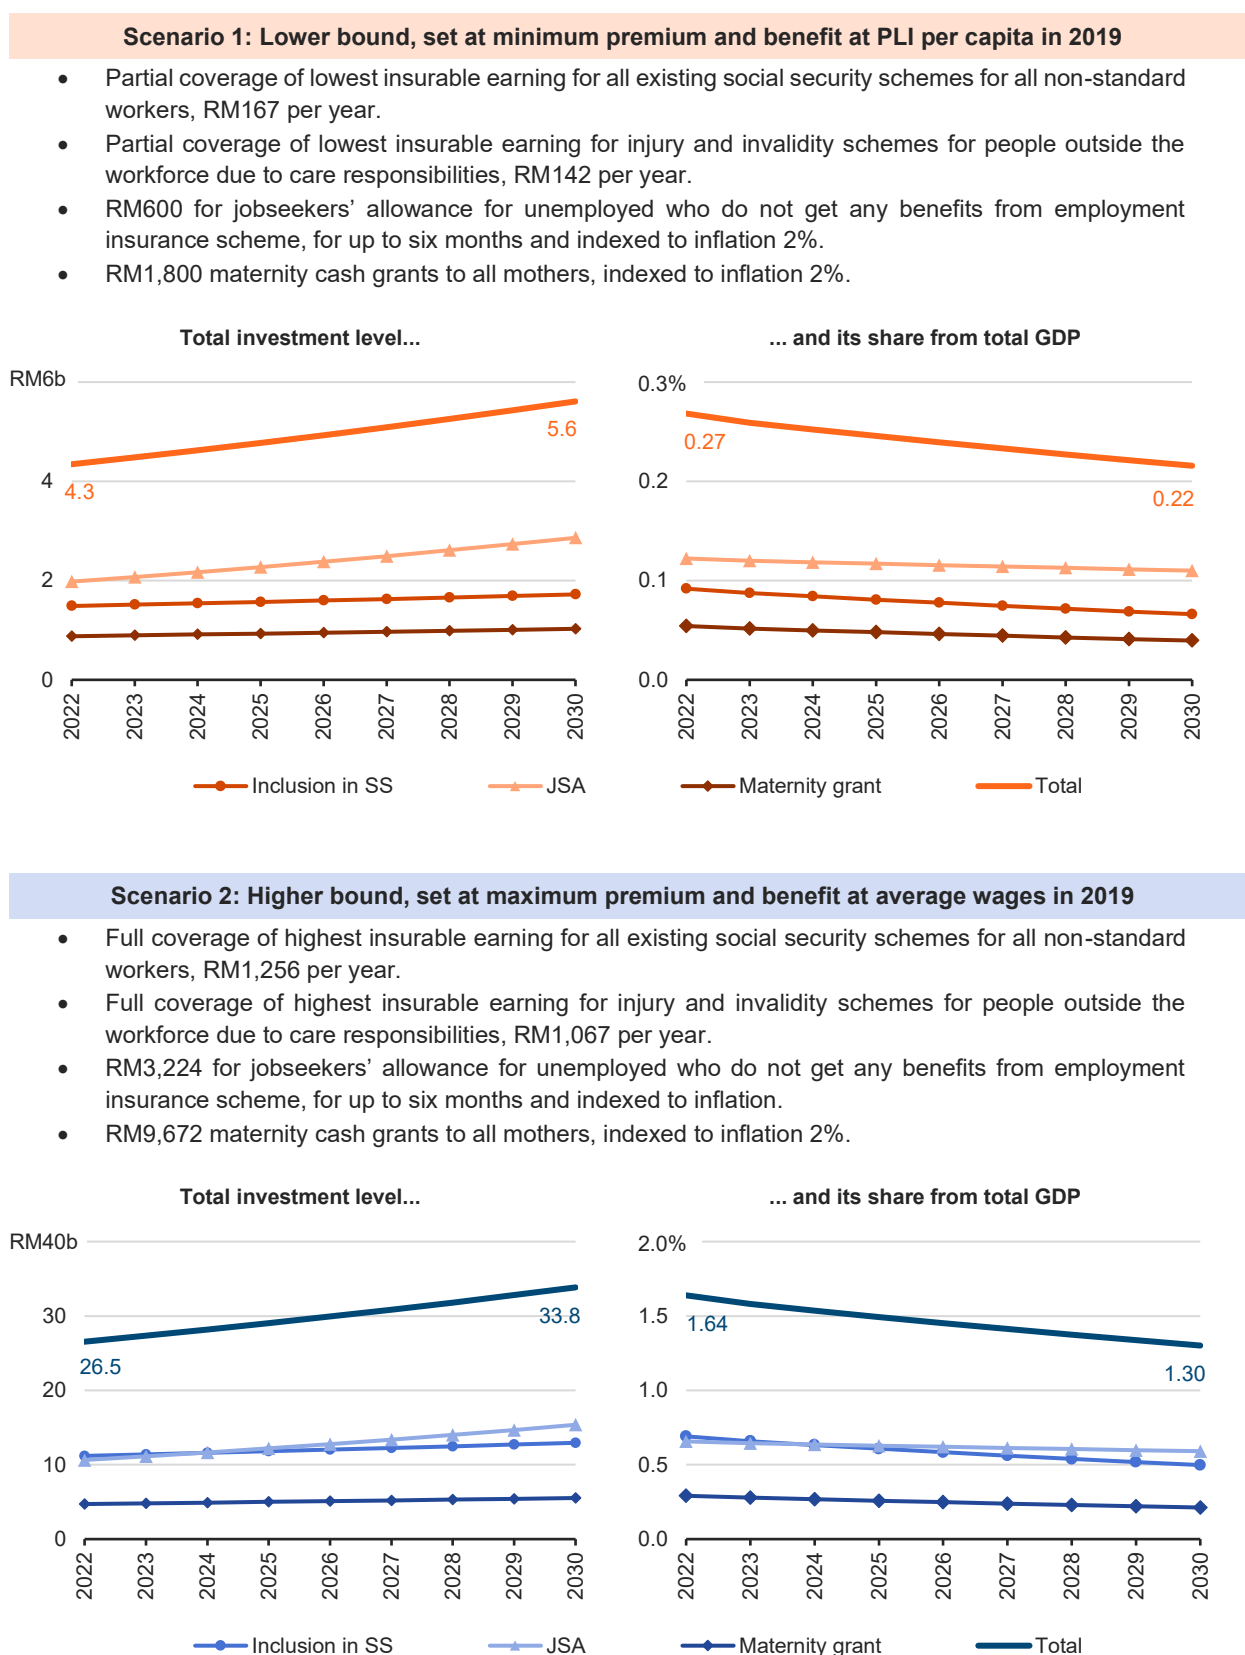 Scenario 1: Lower bound, set at minimum premium and benefit at PLI per capita in 2019
• Partial coverage of lowest insurable earning for all existing social security schemes for all non-standard
workers, RM167 per year.
• Partial coverage of lowest insurable earning for injury and invalidity schemes for people outside the
workforce due to care responsibilities, RM142 per year.
• RM600 for jobseekers’ allowance for unemployed who do not get any benefits from employment
insurance scheme, for up to six months and indexed to inflation 2%.
• RM1,800 maternity cash grants to all mothers, indexed to inflation 2%.
Total investment level...
RM6b
4
2
0
4.3
5.6
2022 2023 2024 2025 2026 2027 2028 2029 2030
... and its share from total GDP
0.3%
0.2
0.1
0.0
0.27
0.22
2022 2023 2024 2025 2026 2027 2028 2029 2030
Inclusion in SS JSA Maternity grant Total
Scenario 2: Higher bound, set at maximum premium and benefit at average wages in 2019
• Full coverage of highest insurable earning for all existing social security schemes for all non-standard
workers, RM1,256 per year.
• Full coverage of highest insurable earning for injury and invalidity schemes for people outside the
workforce due to care responsibilities, RM1,067 per year.
• RM3,224 for jobseekers’ allowance for unemployed who do not get any benefits from employment
insurance scheme, for up to six months and indexed to inflation.
• RM9,672 maternity cash grants to all mothers, indexed to inflation 2%.
Total investment level...
RM40b
30
20
10
0
26.5
33.8
2022 2023 2024 2025 2026 2027 2028 2029 2030
... and its share from total GDP
2.0%
1.5
1.0
0.5
0.0
1.64
1.30
2022 2023 2024 2025 2026 2027 2028 2029 2030
Inclusion in SS JSA Maternity grant Total